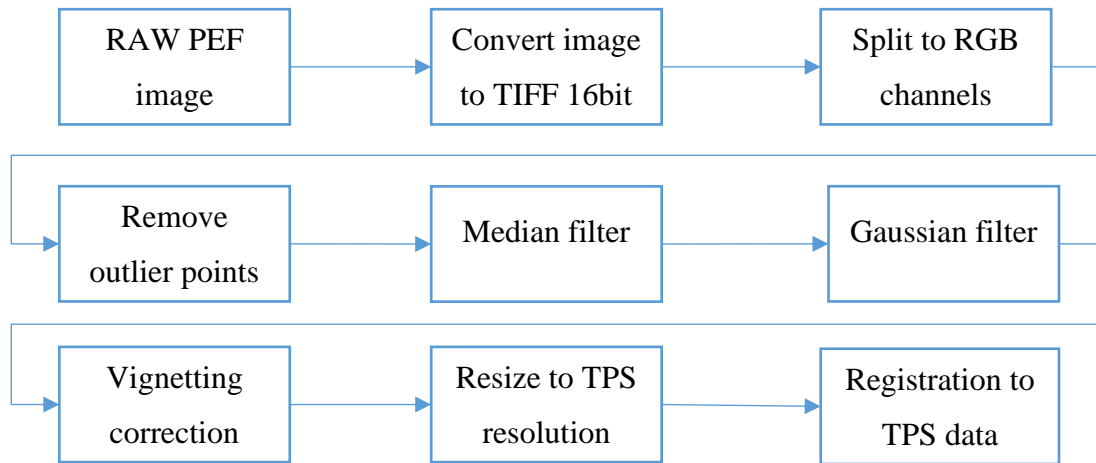 RAW PEF
image
Convert image
to TIFF 16bit
Split to RGB
channels
Remove
outlier points
Median filter
Gaussian filter
Vignetting
correction
Resize to TPS
resolution
Registration to
TPS data